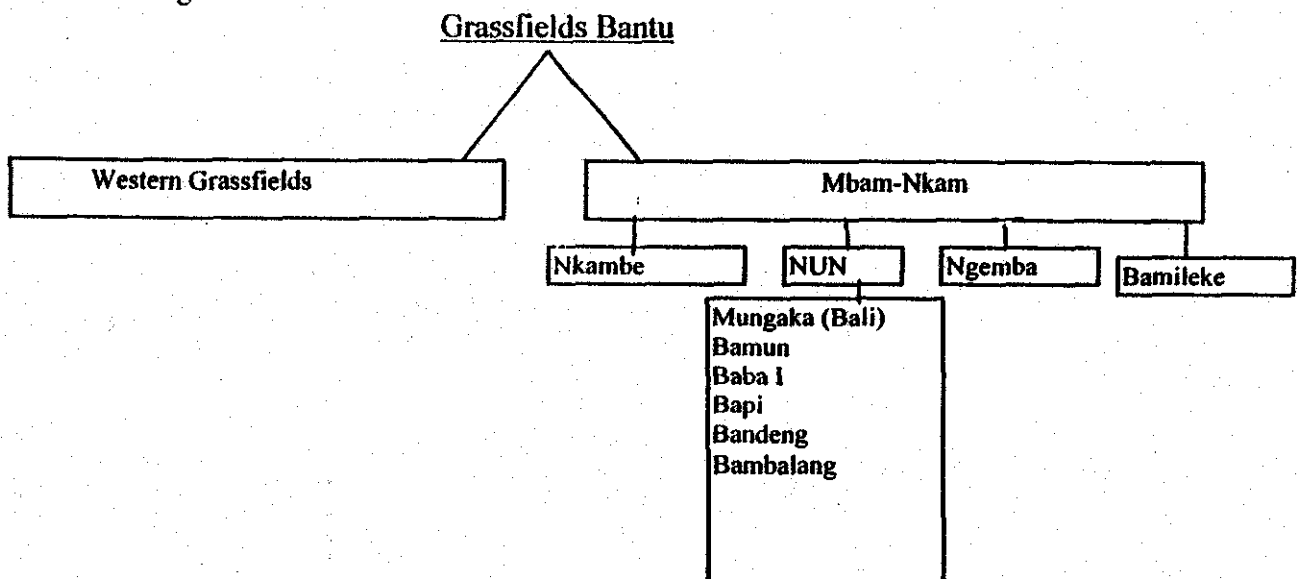 Grassfields Bantu
Western Grassfields
Mbam-Nkam
Nkambe
NUN
Ngemba
Bamileke
Mungaka (Bali)
Bamun
Baba I
Bapi
Bandeng
Bambalang